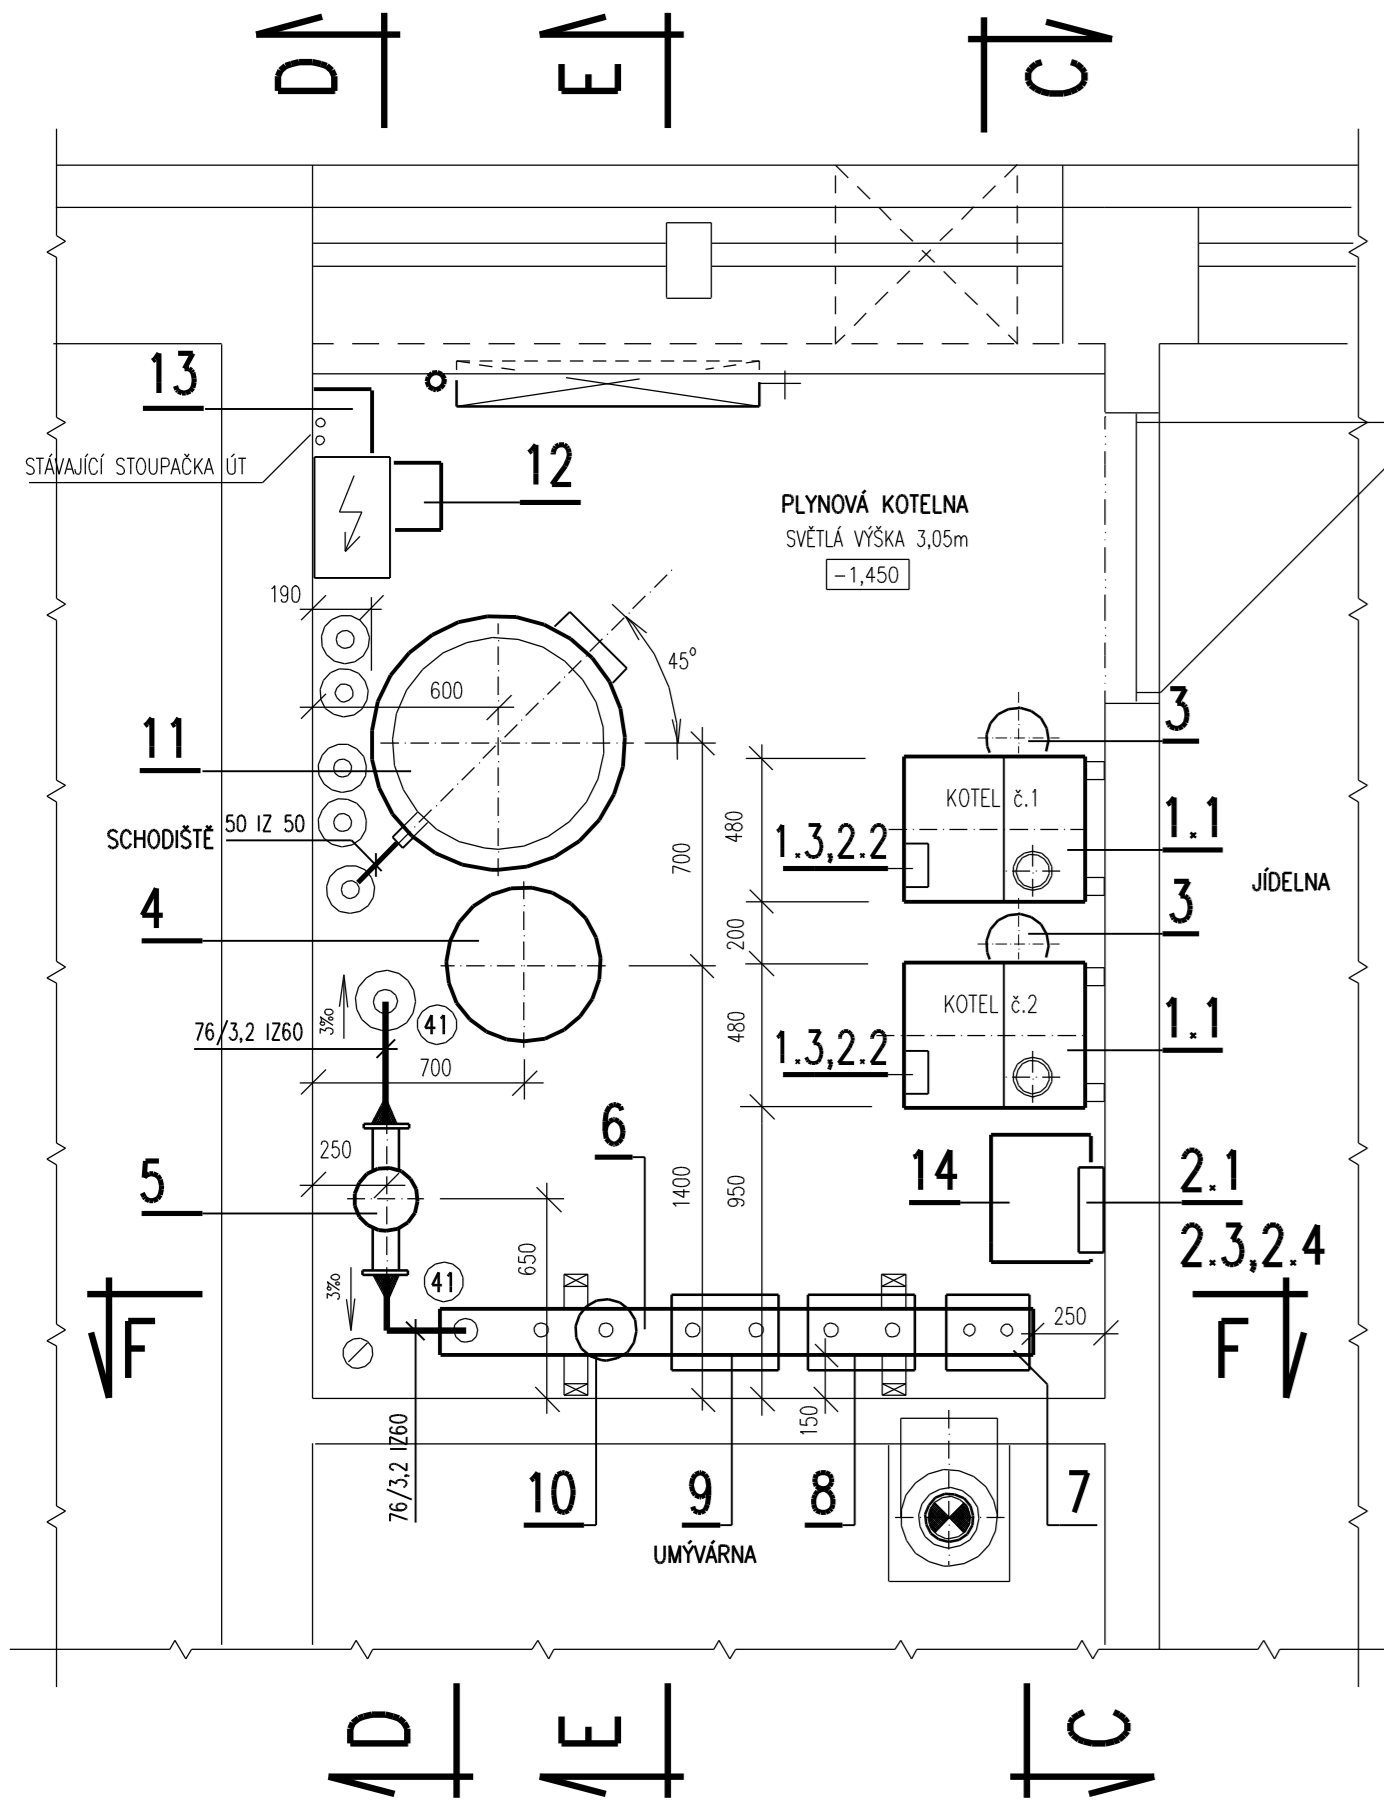 D E C
13
STÁVAJÍCÍ STOUPAČKA ÚT
12
PLYNOVÁ KOTELNA
SVĚTLÁ VÝŠKA 3,05m
-1,450
190
45°
600
3
11
KOTEL č.1
1.1
50 IZ 50
SCHODIŠTĚ
480
700
1.3,2.2
JÍDELNA
4
3
200
KOTEL č.2
1.1
41
76/3,2 IZ60
3‰
480
1.3,2.2
700
6
250
5
1400
950
14
2.1
2.3,2.4
650
3‰
41
F
250
F
150
76/3,2 IZ60
10
9
8
7
UMÝVÁRNA
D E C